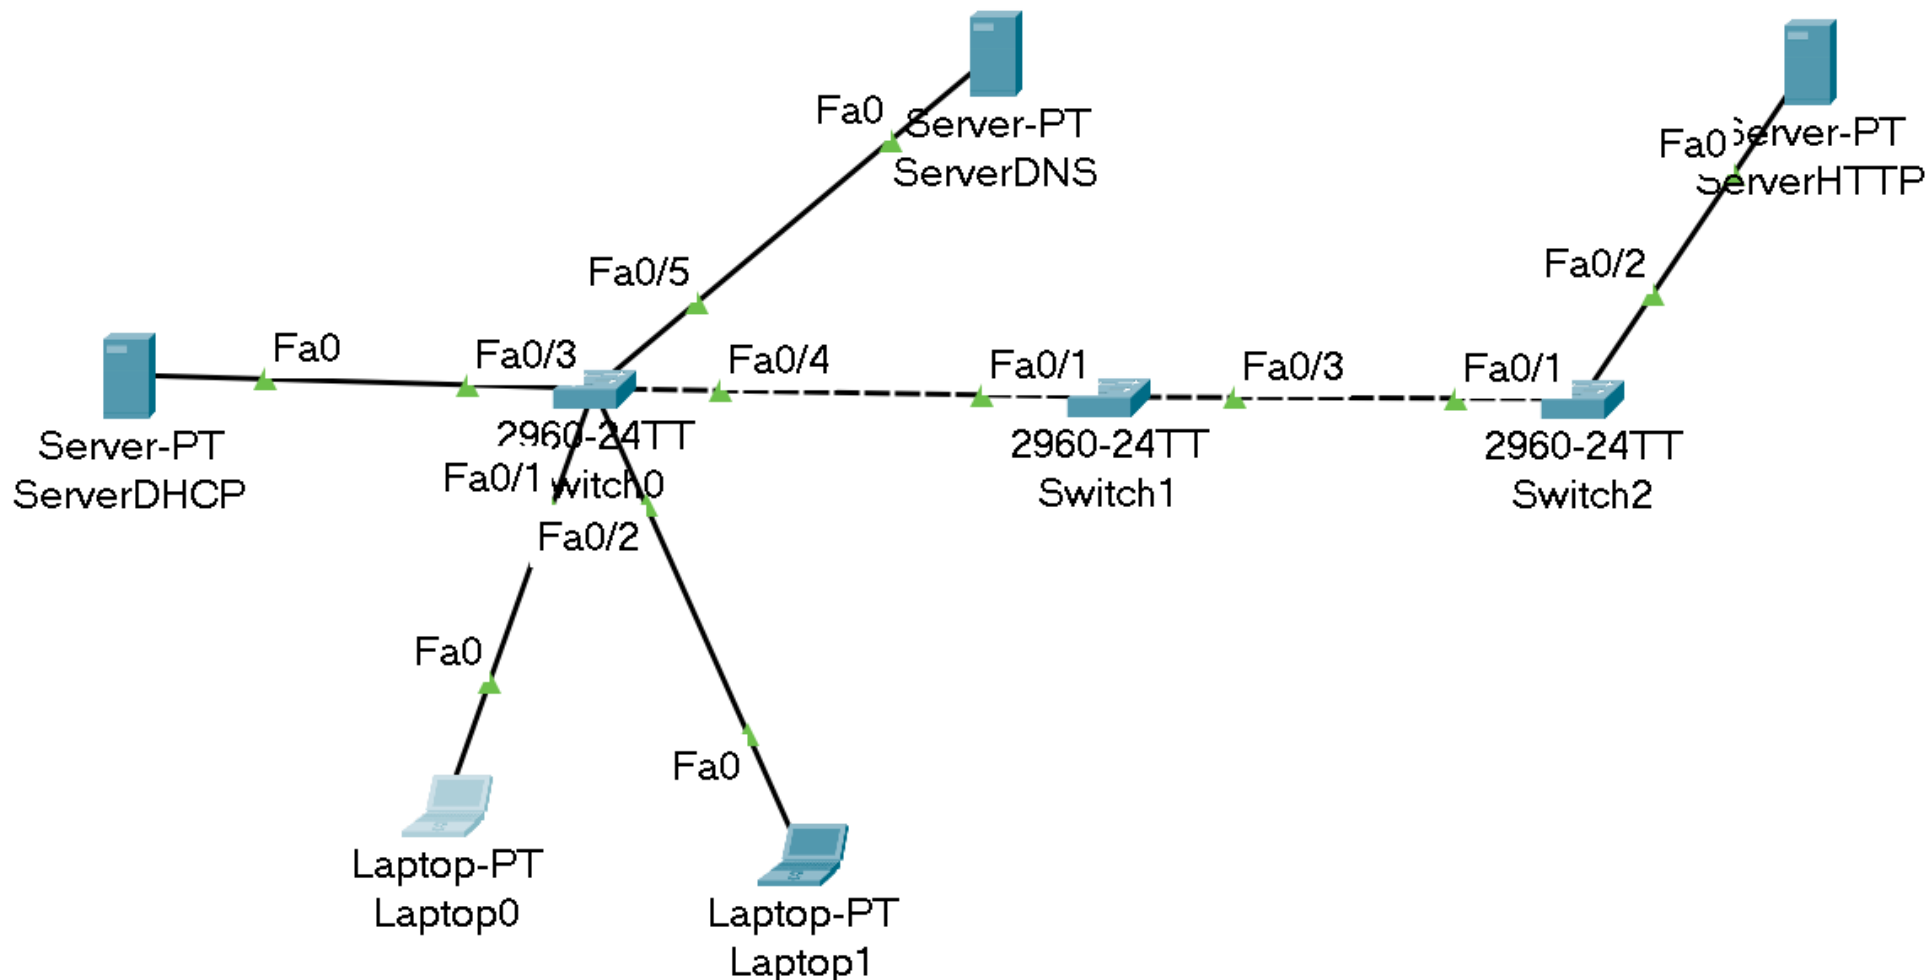 Fa0
Server-PT
ServerDNS
Fa0
Server-PT
ServerHTTP
Fa0/5
Fa0/2
Fa0
Fa0/3
Fa0/4
Fa0/1
Fa0/3
Fa0/1
Server-PT
ServerDHCP
2960-24TT
witch0
2960-24TT
Switch1
2960-24TT
Switch2
Fa0/1
Fa0/2
Fa0
Fa0
Laptop-PT
Laptop0
Laptop-PT
Laptop1